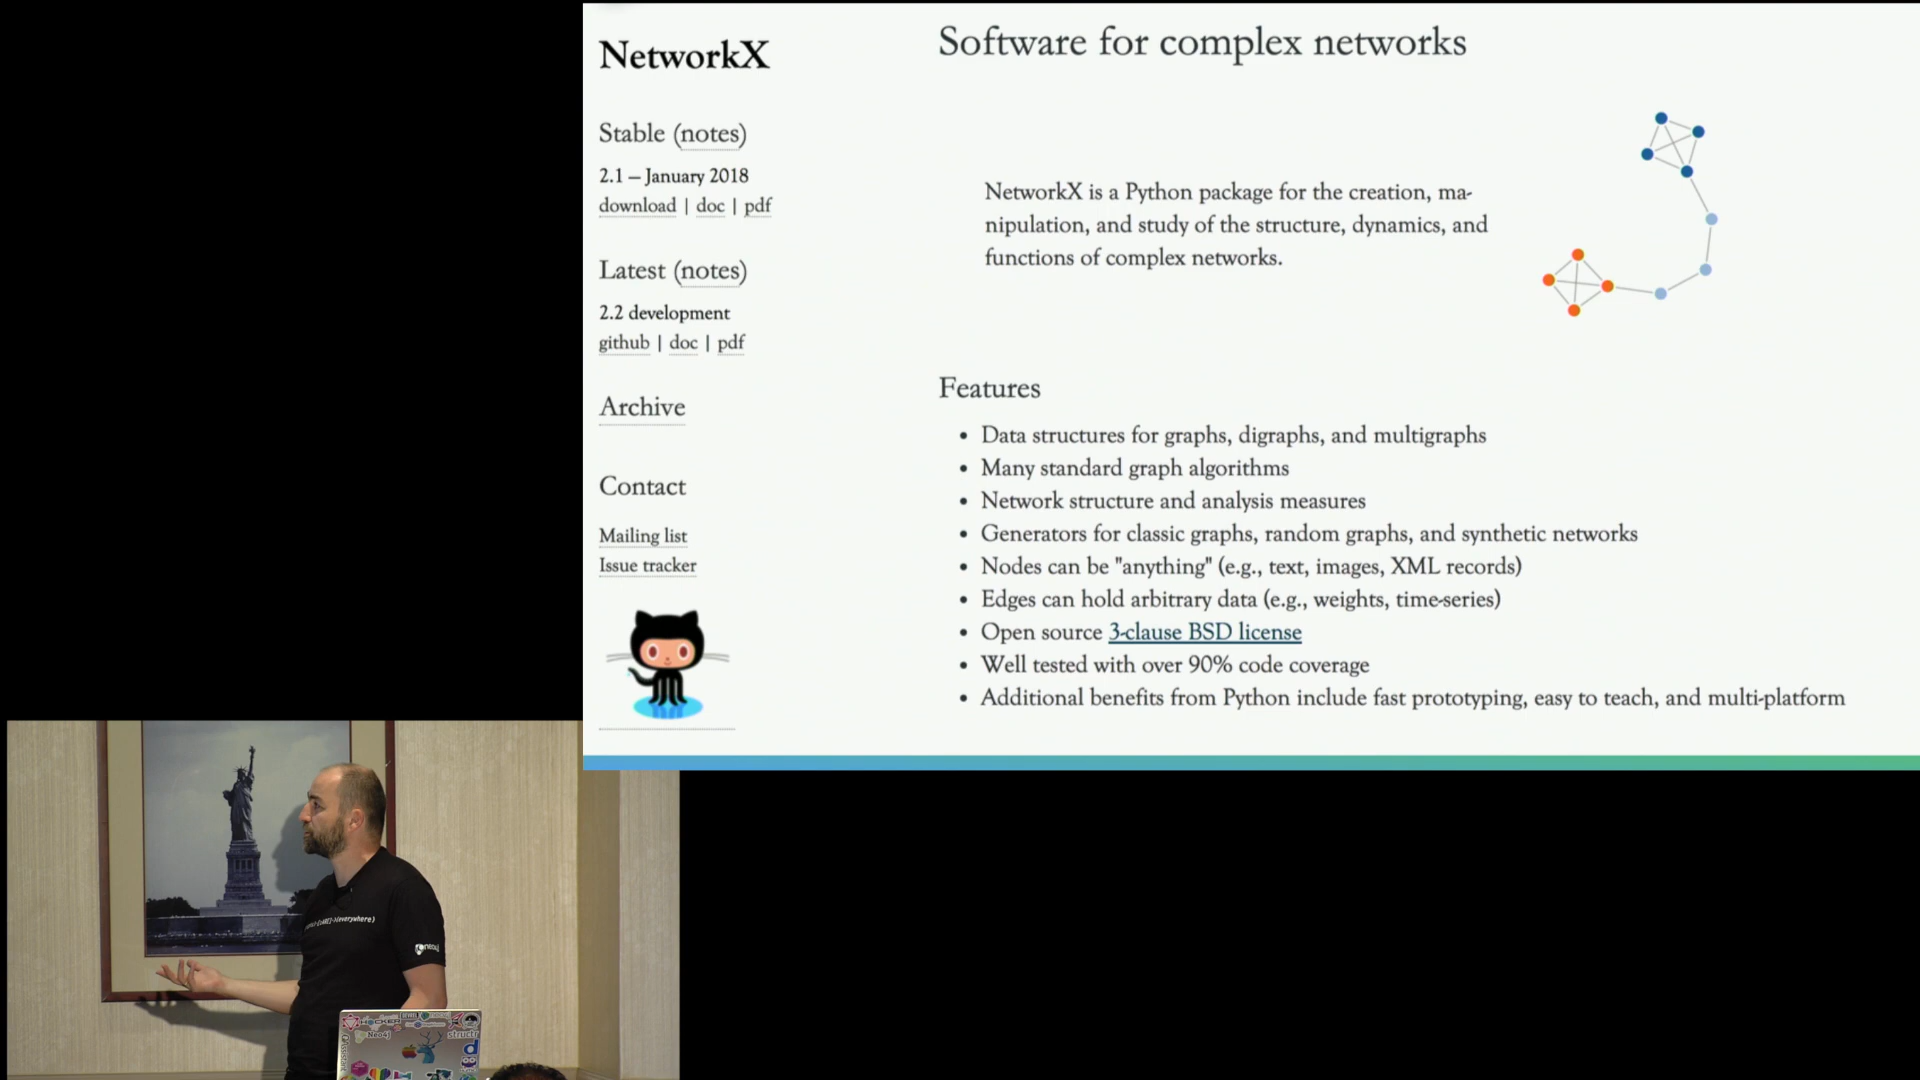 NetworkX
Stable (notes)
2.1 – January 2018
download | doc | pdf
Latest (notes)
2.2 development
github | doc | pdf
Archive
Contact
Mailing list
Issue tracker
Software for complex networks
NetworkX is a Python package for the creation, ma-
nipulation, and study of the structure, dynamics, and
functions of complex networks.
Features
• Data structures for graphs, digraphs, and multigraphs
• Many standard graph algorithms
• Network structure and analysis measures
• Generators for classic graphs, random graphs, and synthetic networks
• Nodes can be "anything" (e.g., text, images, XML records)
• Edges can hold arbitrary data (e.g., weights, time-series)
• Open source 3-clause BSD license
• Well tested with over 90% code coverage
• Additional benefits from Python include fast prototyping, easy to teach, and multi-platform
everywhere)
Neo4j
structr